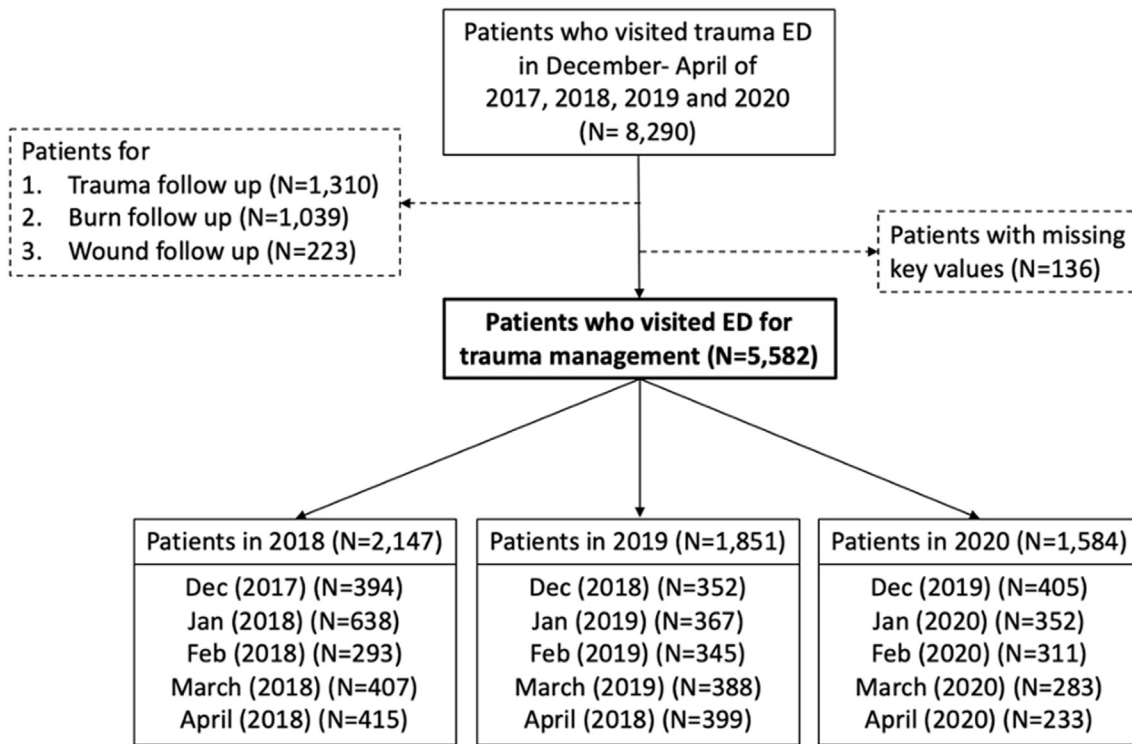 Patients who visited trauma ED
in December- April of
2017, 2018, 2019 and 2020
(N= 8,290)
Patients for
1. Trauma follow up (N=1,310)
2. Burn follow up (N=1,039)
3. Wound follow up (N=223)
Patients with missing
key values (N=136)
Patients who visited ED for
trauma management (N=5,582)
Patients in 2018 (N=2,147)
Dec (2017) (N=394)
Jan (2018) (N=638)
Feb (2018) (N=293)
March (2018) (N=407)
April (2018) (N=415)
Patients in 2019 (N=1,851)
Dec (2018) (N=352)
Jan (2019) (N=367)
Feb (2019) (N=345)
March (2019) (N=388)
April (2018) (N=399)
Patients in 2020 (N=1,584)
Dec (2019) (N=405)
Jan (2020) (N=352)
Feb (2020) (N=311)
March (2020) (N=283)
April (2020) (N=233)